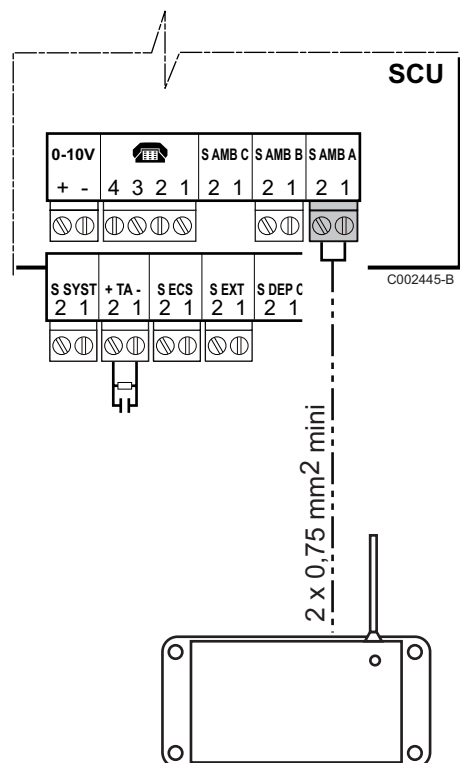 SCU
0-10V S AMB C S AMB B S AMB A
+ - 4 3 2 1 2 1 2 1 2 1
C002445-B
S SYST + TA - S ECS S EXT S DEP C
2 1 2 1 2 1 2 1 2 1
2 x 0,75 mm² mini